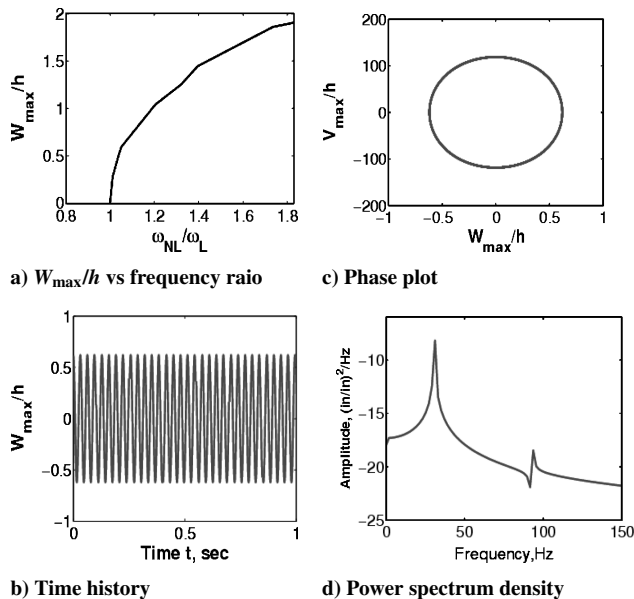 2
1.5
1
0.5
0
0.8 1 1.2 1.4 1.6 1.8
W_max/h
ω_NL/ω_L
a) W_max/h vs frequency raio
200
100
0
−100
−200
−1 −0.5 0 0.5 1
V_max/h
W_max/h
c) Phase plot
1
0.5
0
−0.5
−1
0 0.5 1
W_max/h
Time t, sec
b) Time history
−10
−15
−20
−25
0 50 100 150
Amplitude, (in/in)²/Hz
Frequency,Hz
d) Power spectrum density